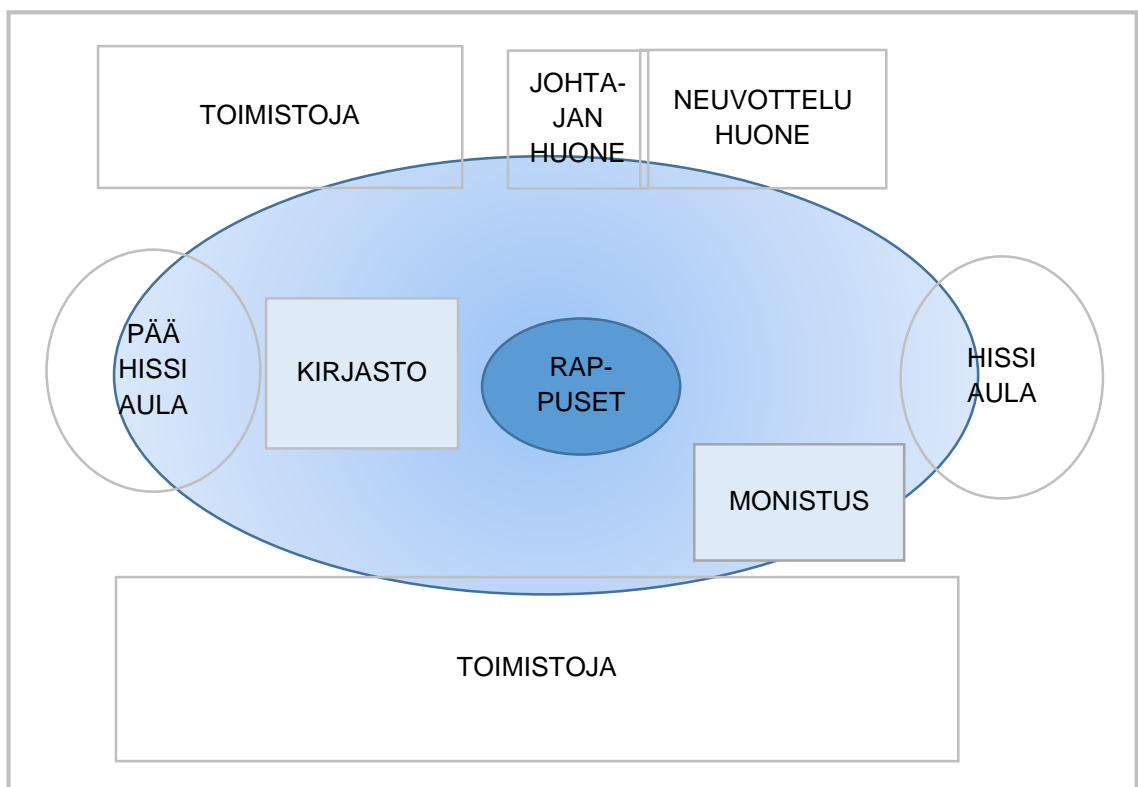 TOIMISTOJA
JOHTA-
JAN
HUONE
NEUVOTTELU
HUONE
PÄÄ
HISSI
AULA
KIRJASTO
RAP-
PUSET
HISSI
AULA
MONISTUS
TOIMISTOJA